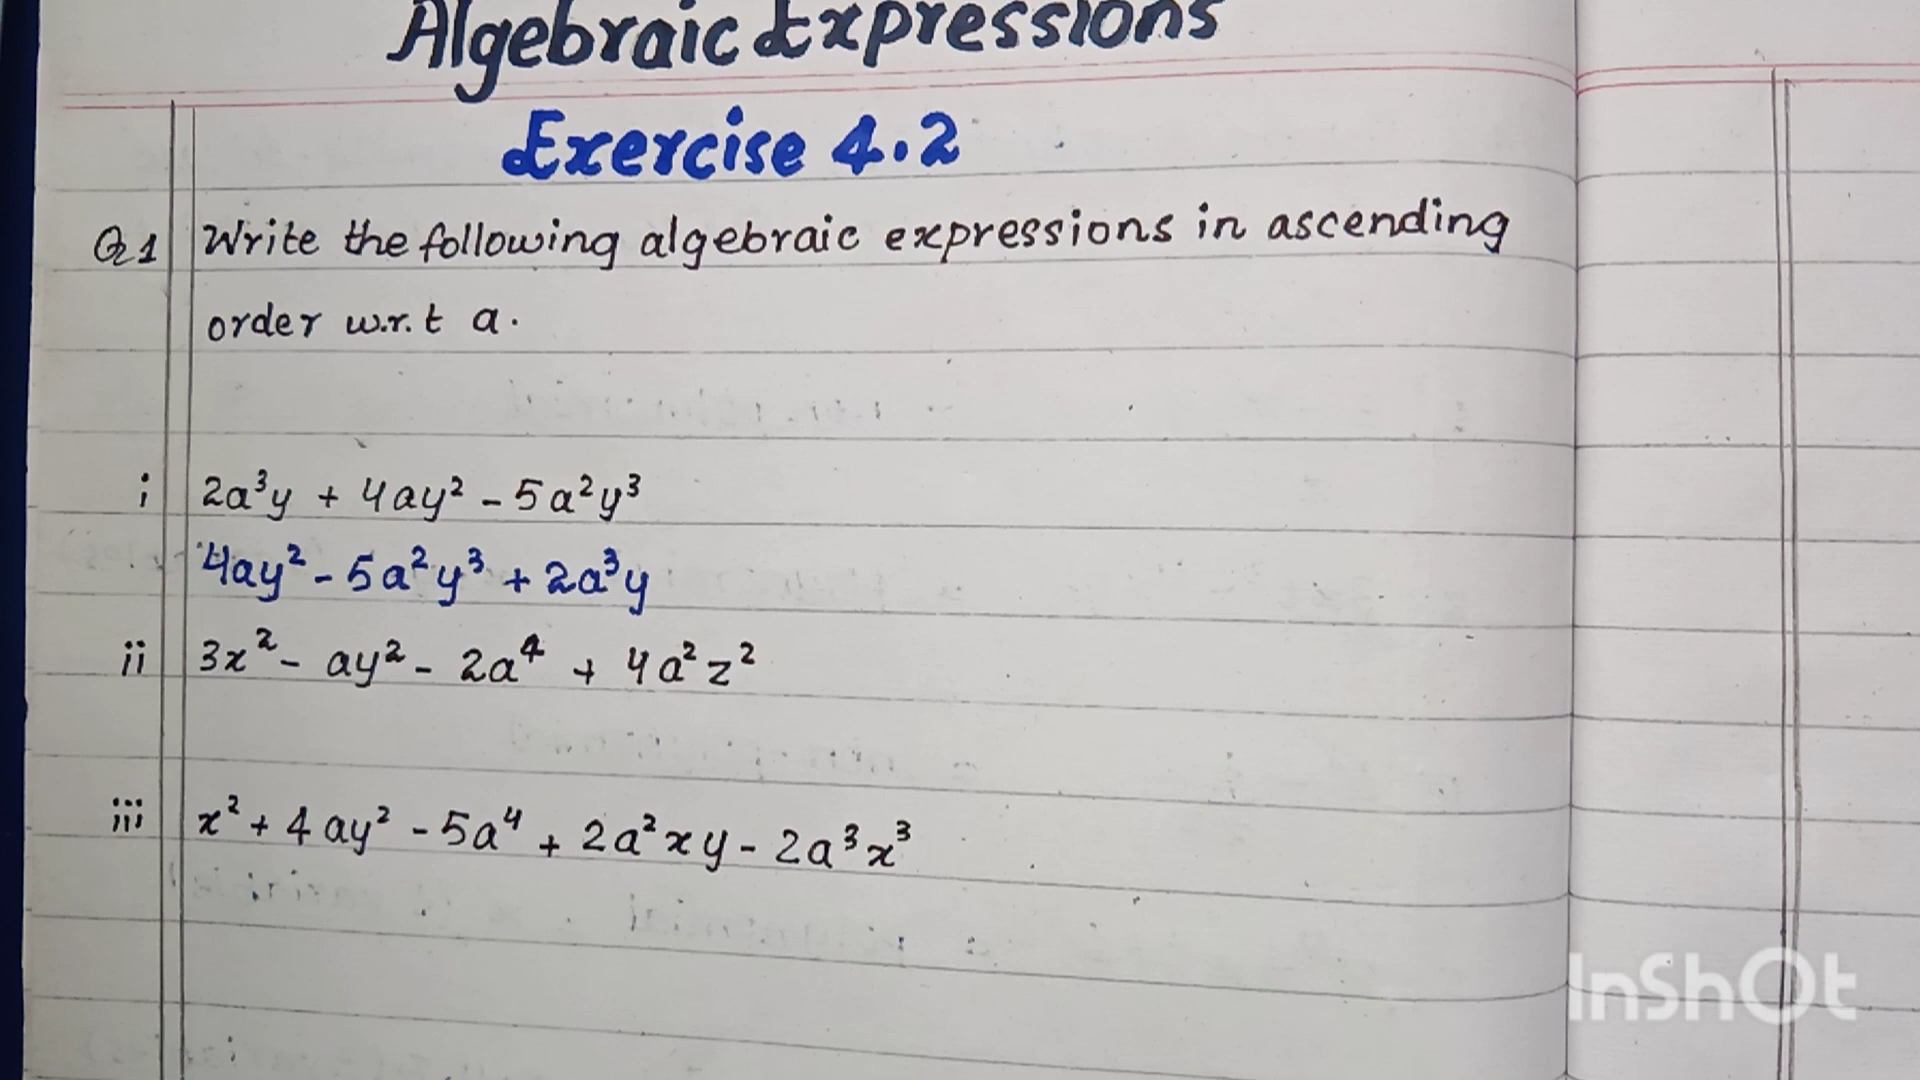 Algebraic Expressions
Exercise 4.2
Q1 Write the following algebraic expressions in ascending
order w.r.t a.
i 2a³y + 4ay² - 5a²y³
4ay² - 5a²y³ + 2a³y
ii 3x² - ay² - 2a⁴ + 4a²z²
iii x² + 4ay² - 5a⁴ + 2a²xy - 2a³x³
InShOt